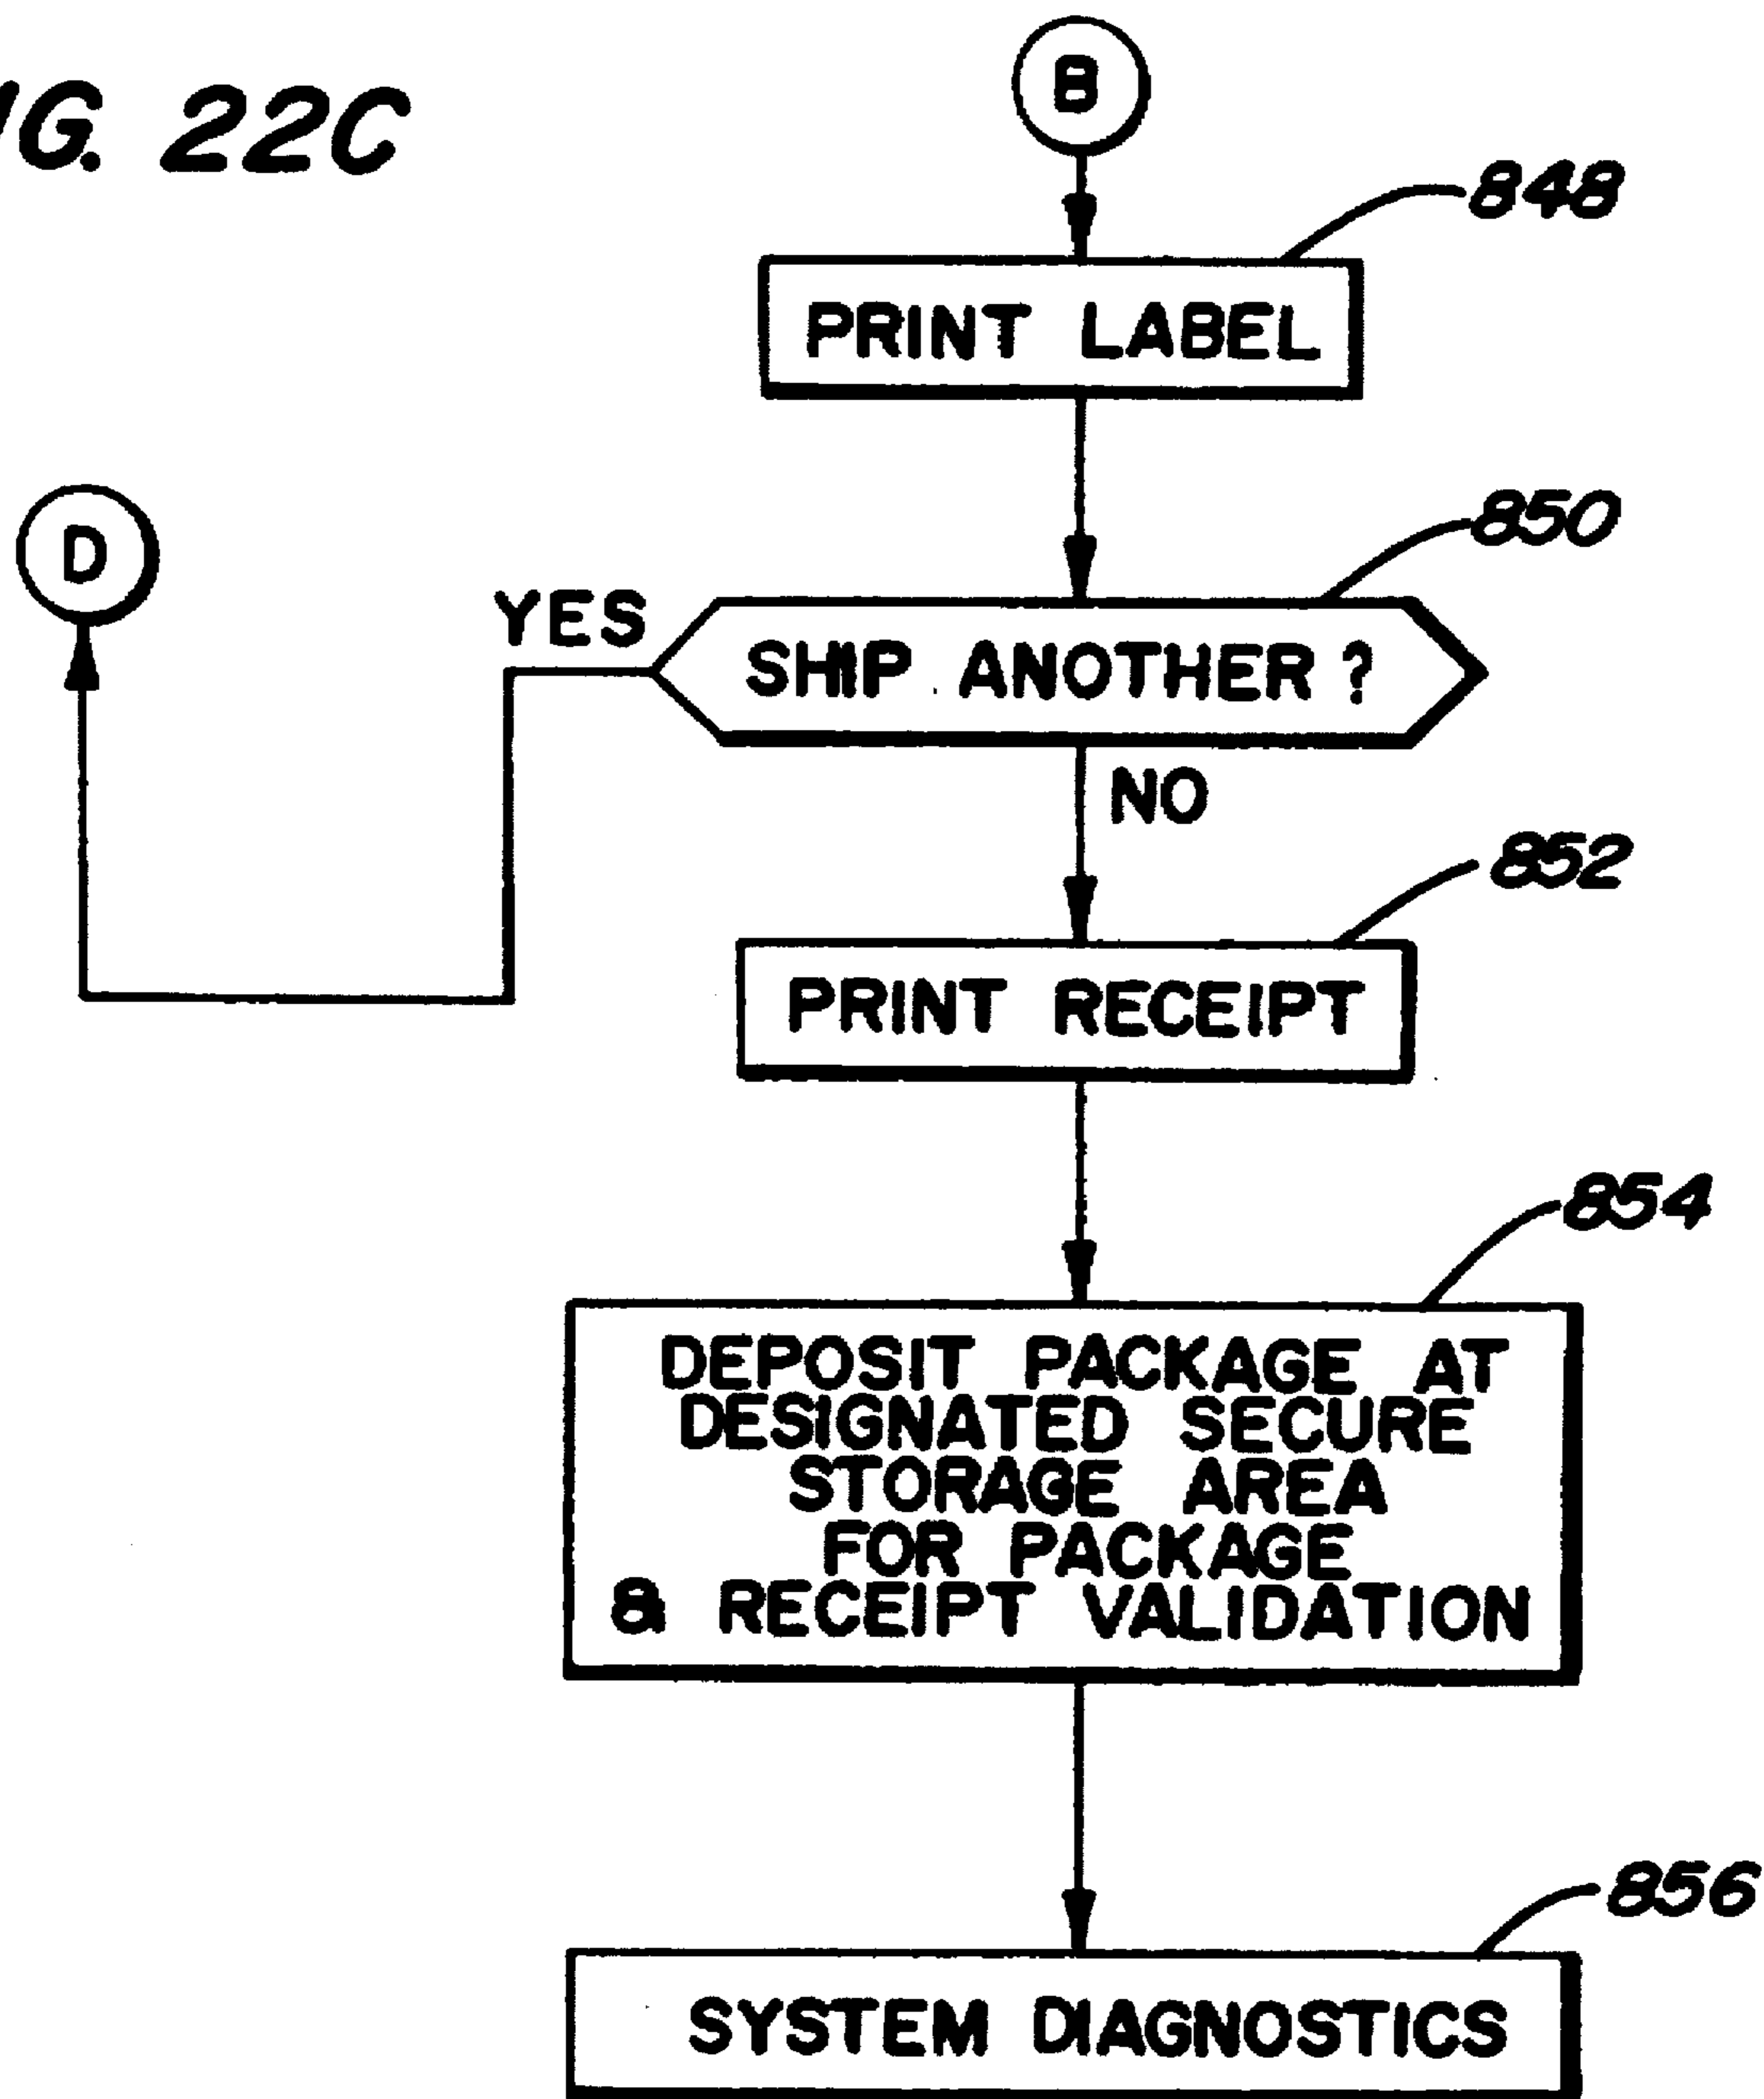 G. 22C
B
848
PRINT LABEL
850
D
YES
SHIP ANOTHER ?
NO
852
PRINT RECEIPT
854
DEPOSIT PACKAGE AT
DESIGNATED SECURE
STORAGE AREA
FOR PACKAGE
& RECEIPT VALIDATION
856
SYSTEM DIAGNOSTICS